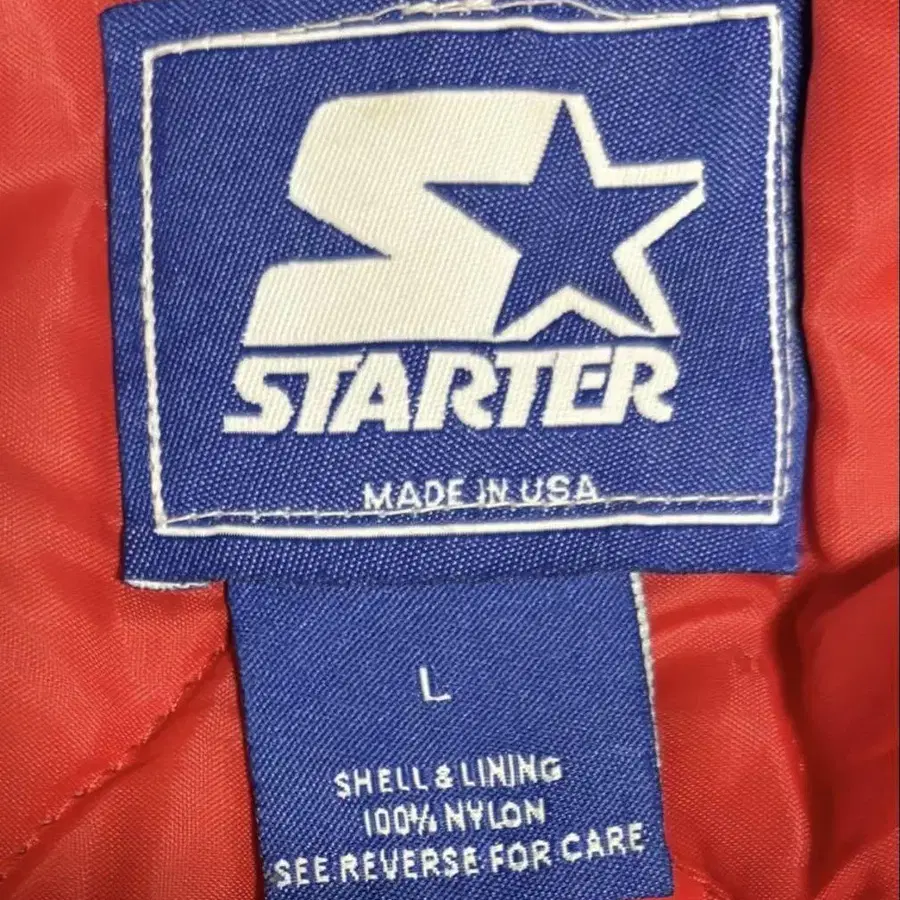 STARTER
MADE IN USA
L
SHELL & LINING
100% NYLON
SEE REVERSE FOR CARE